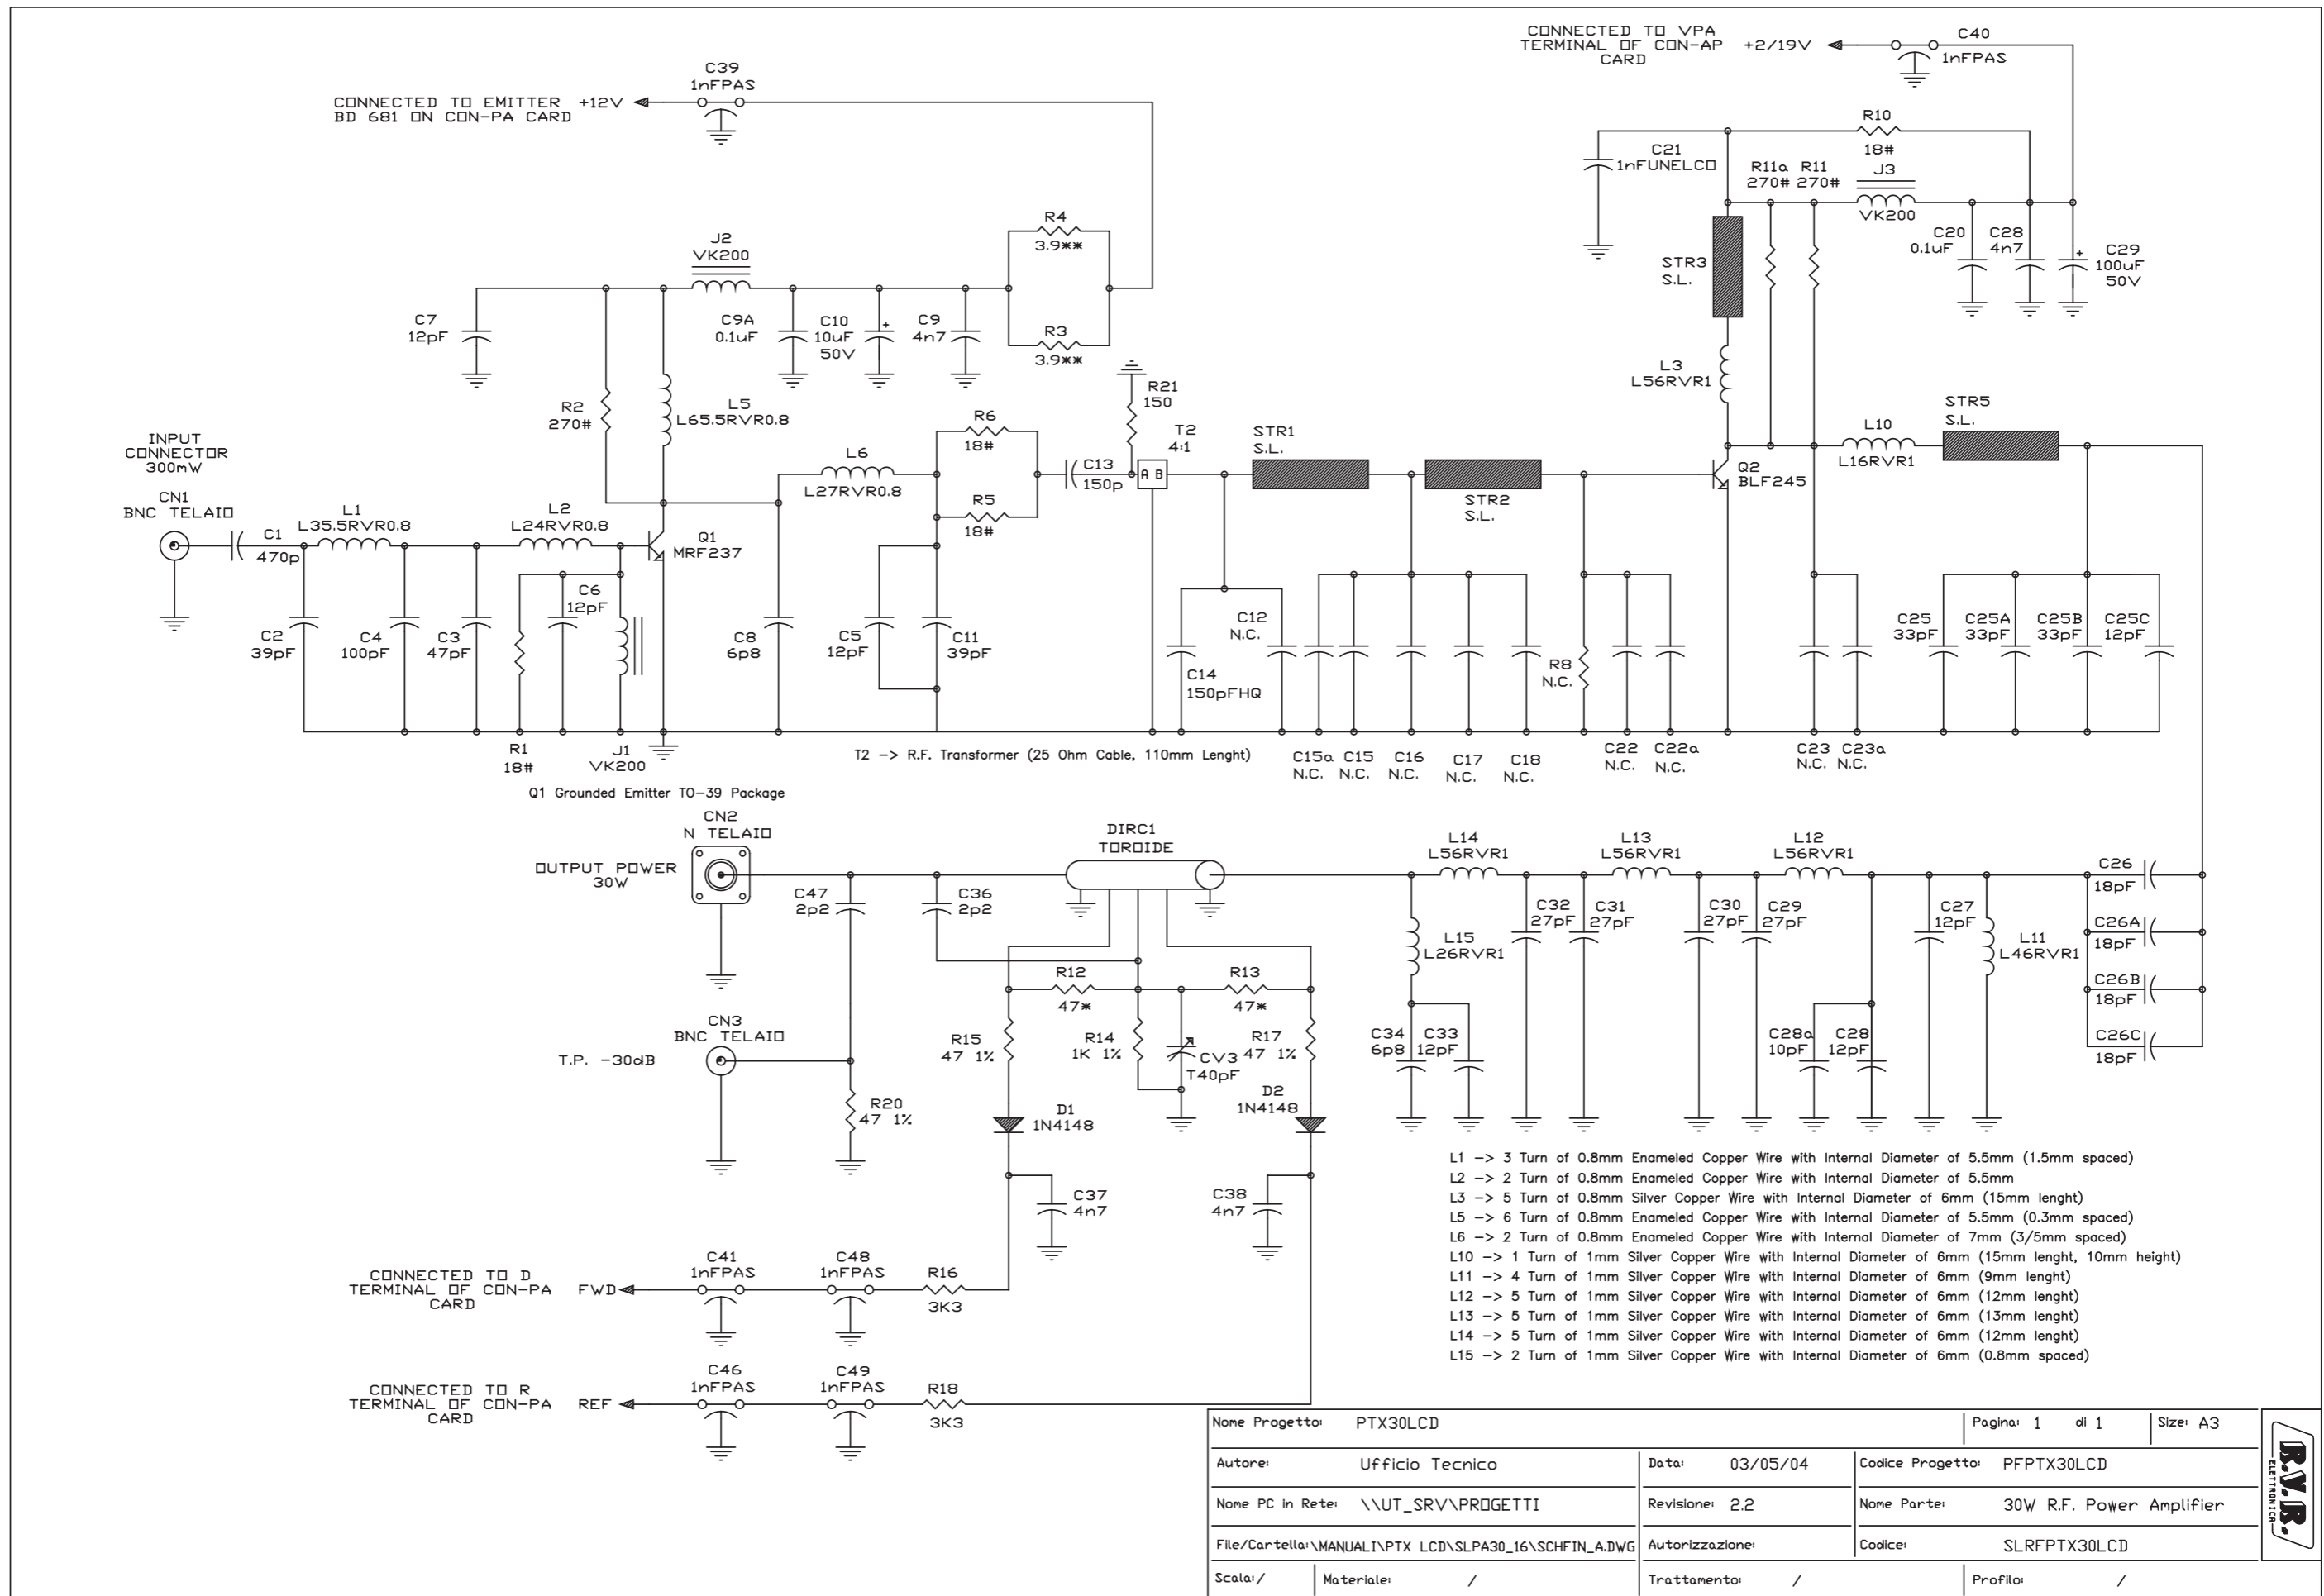 CONNECTED TO EMITTER
BD 681 ON CON-PA CARD
+12V
C39
1nFPAS
CONNECTED TO VPA
TERMINAL OF CON-AP
CARD
+2/19V
C40
1nFPAS
R10
18#
C21
1nFUNELCO
R11a
270#
R11
270#
J3
VK200
C20
0.1uF
C28
4n7
+
C29
100uF
50V
STR3
S.L.
R4
3.9**
J2
VK200
C7
12pF
C9A
0.1uF
C10
10uF
50V
+
C9
4n7
R3
3.9**
L3
L56RVR1
R2
270#
L5
L65.5RVR0.8
R6
18#
R21
150
T2
4:1
A B
STR1
S.L.
STR5
S.L.
L10
L16RVR1
INPUT
CONNECTOR
300mW
CN1
BNC TELAIO
L6
L27RVR0.8
C13
150p
R5
18#
STR2
S.L.
Q2
BLF245
C1
470p
L1
L35.5RVR0.8
L2
L24RVR0.8
Q1
MRF237
C6
12pF
C2
39pF
C4
100pF
C3
47pF
C8
6p8
C5
12pF
C11
39pF
C12
N.C.
C14
150pFHQ
R8
N.C.
C25
33pF
C25A
33pF
C25B
33pF
C25C
12pF
R1
18#
J1
VK200
T2 -> R.F. Transformer (25 Ohm Cable, 110mm Lenght)
C15a
N.C.
C15
N.C.
C16
N.C.
C17
N.C.
C18
N.C.
C22
N.C.
C22a
N.C.
C23
N.C.
C23a
N.C.
Q1 Grounded Emitter TO-39 Package
CN2
N TELAIO
OUTPUT POWER
30W
DIRC1
TOROIDE
L14
L56RVR1
L13
L56RVR1
L12
L56RVR1
C26
18pF
C47
2p2
C36
2p2
C32
27pF
C31
27pF
C30
27pF
C29
27pF
C27
12pF
C26A
18pF
L15
L26RVR1
L11
L46RVR1
R12
47*
R13
47*
C26B
18pF
CN3
BNC TELAIO
T.P. -30dB
R15
47 1%
R14
1K 1%
CV3
T40pF
R17
47 1%
C34
6p8
C33
12pF
C28a
10pF
C28
12pF
C26C
18pF
R20
47 1%
D1
1N4148
D2
1N4148
C37
4n7
C38
4n7
L1 -> 3 Turn of 0.8mm Enameled Copper Wire with Internal Diameter of 5.5mm (1.5mm spaced)
L2 -> 2 Turn of 0.8mm Enameled Copper Wire with Internal Diameter of 5.5mm
L3 -> 5 Turn of 0.8mm Silver Copper Wire with Internal Diameter of 6mm (15mm lenght)
L5 -> 6 Turn of 0.8mm Enameled Copper Wire with Internal Diameter of 5.5mm (0.3mm spaced)
L6 -> 2 Turn of 0.8mm Enameled Copper Wire with Internal Diameter of 7mm (3/5mm spaced)
L10 -> 1 Turn of 1mm Silver Copper Wire with Internal Diameter of 6mm (15mm lenght, 10mm height)
L11 -> 4 Turn of 1mm Silver Copper Wire with Internal Diameter of 6mm (9mm lenght)
L12 -> 5 Turn of 1mm Silver Copper Wire with Internal Diameter of 6mm (12mm lenght)
L13 -> 5 Turn of 1mm Silver Copper Wire with Internal Diameter of 6mm (13mm lenght)
L14 -> 5 Turn of 1mm Silver Copper Wire with Internal Diameter of 6mm (12mm lenght)
L15 -> 2 Turn of 1mm Silver Copper Wire with Internal Diameter of 6mm (0.8mm spaced)
CONNECTED TO D
TERMINAL OF CON-PA
CARD
FWD
C41
1nFPAS
C48
1nFPAS
R16
3K3
CONNECTED TO R
TERMINAL OF CON-PA
CARD
REF
C46
1nFPAS
C49
1nFPAS
R18
3K3
Nome Progetto: PTX30LCD
Pagina: 1 di 1
Size: A3
Autore: Ufficio Tecnico
Data: 03/05/04
Codice Progetto: PFPTX30LCD
Nome PC in Rete: \\UT_SRV\PROGETTI
Revisione: 2.2
Nome Parte: 30W R.F. Power Amplifier
File/Cartella: \MANUALI\PTX LCD\SLPA30_16\SCHFIN_A.DWG
Autorizzazione:
Codice: SLRFPTX30LCD
Scala: /
Materiale: /
Trattamento: /
Profilo: /
R.V.R.
ELETTRONICA